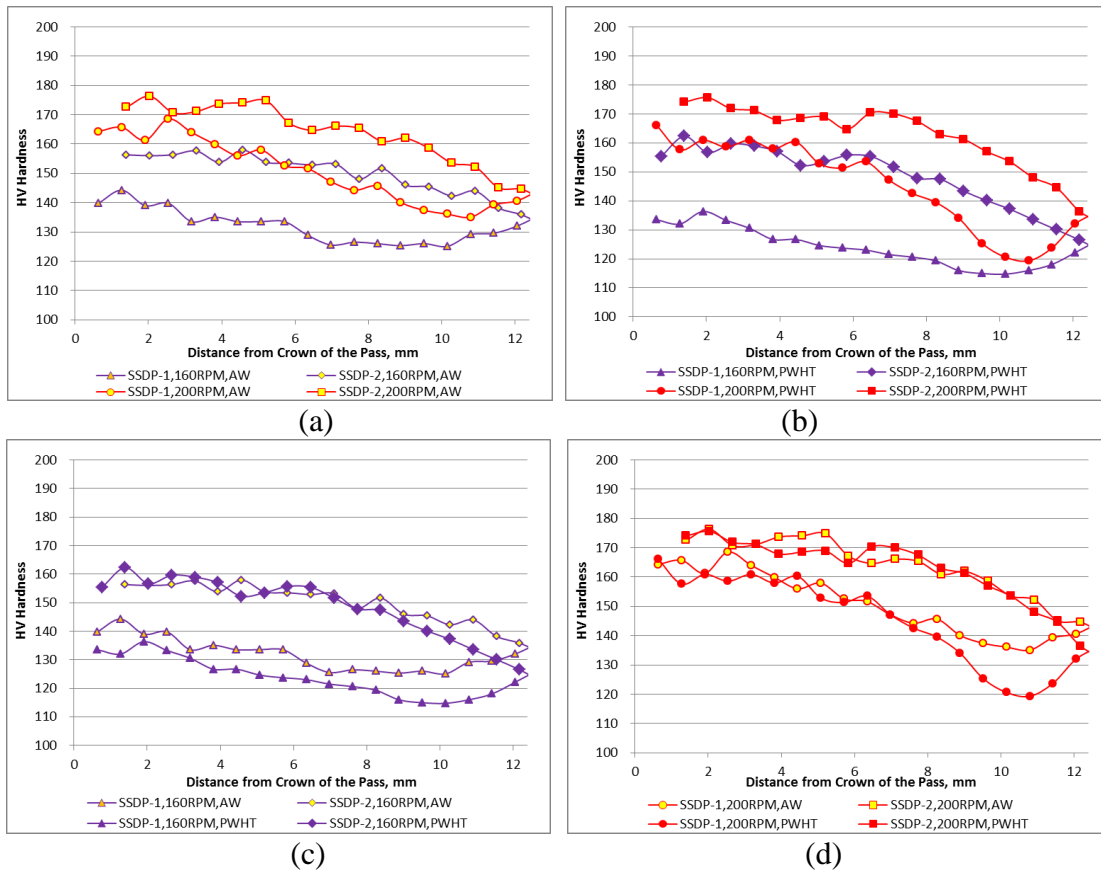 200
190
180
170
160
150
140
130
120
110
100
HV Hardness
0 2 4 6 8 10 12
Distance from Crown of the Pass, mm
SSDP-1,160RPM,AW SSDP-2,160RPM,AW
SSDP-1,200RPM,AW SSDP-2,200RPM,AW
(a)
200
190
180
170
160
150
140
130
120
110
100
HV Hardness
0 2 4 6 8 10 12
Distance from Crown of the Pass, mm
SSDP-1,160RPM,PWHT SSDP-2,160RPM,PWHT
SSDP-1,200RPM,PWHT SSDP-2,200RPM,PWHT
(b)
200
190
180
170
160
150
140
130
120
110
100
HV Hardness
0 2 4 6 8 10 12
Distance from Crown of the Pass, mm
SSDP-1,160RPM,AW SSDP-2,160RPM,AW
SSDP-1,160RPM,PWHT SSDP-2,160RPM,PWHT
(c)
200
190
180
170
160
150
140
130
120
110
100
HV Hardness
0 2 4 6 8 10 12
Distance from Crown of the Pass, mm
SSDP-1,200RPM,AW SSDP-2,200RPM,AW
SSDP-1,200RPM,PWHT SSDP-2,200RPM,PWHT
(d)